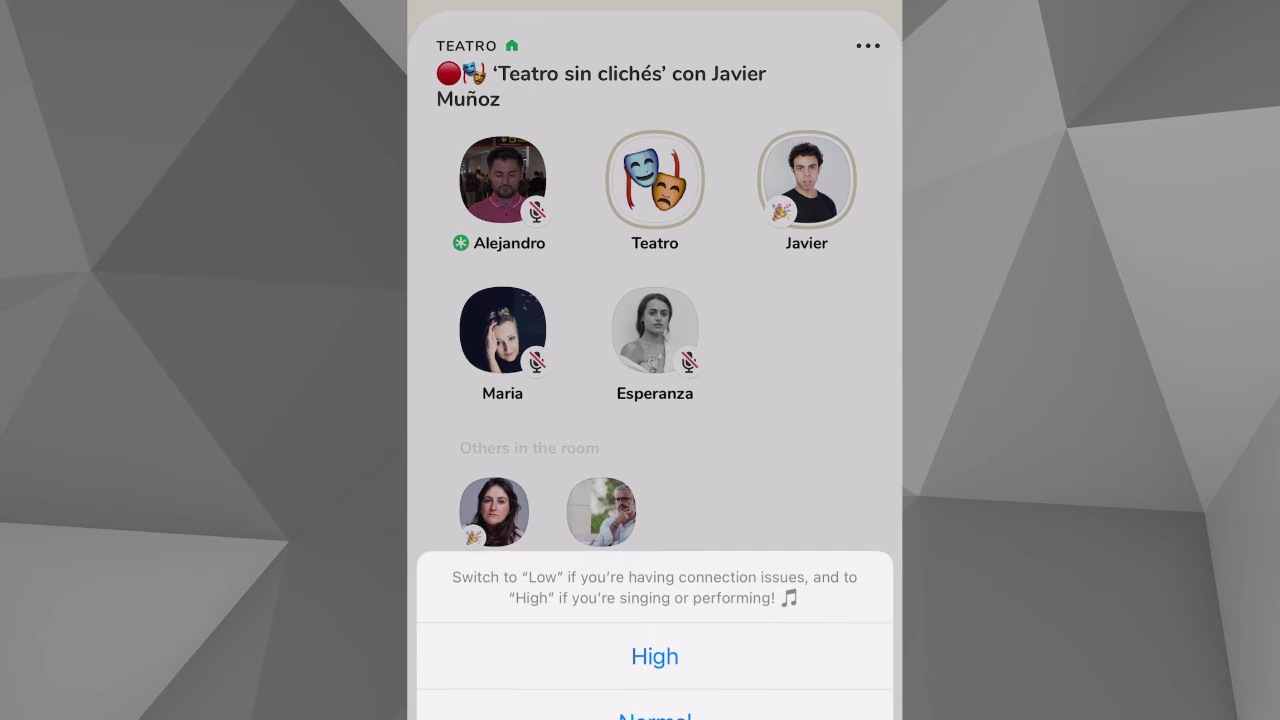 TEATRO
🔴🎭 ‘Teatro sin clichés’ con Javier
Muñoz
Alejandro
Teatro
Javier
Maria
Esperanza
Others in the room
Switch to “Low” if you’re having connection issues, and to
“High” if you’re singing or performing! 🎵
High
Normal